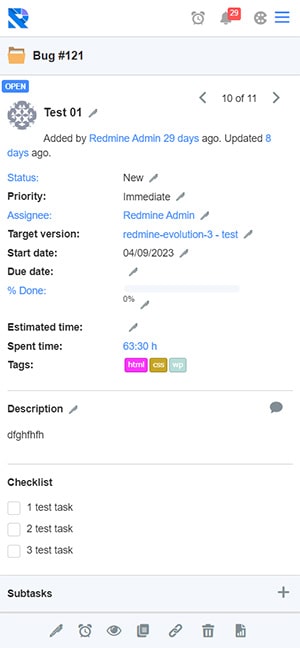 29
Bug #121
OPEN
10 of 11
Test 01
Added by Redmine Admin 29 days ago. Updated 8
days ago.
Status: New
Priority: Immediate
Assignee: Redmine Admin
Target version: redmine-evolution-3 - test
Start date: 04/09/2023
Due date:
% Done:
0%
Estimated time:
Spent time: 63:30 h
Tags: html css wp
Description
dfghfhfh
Checklist
1 test task
2 test task
3 test task
Subtasks